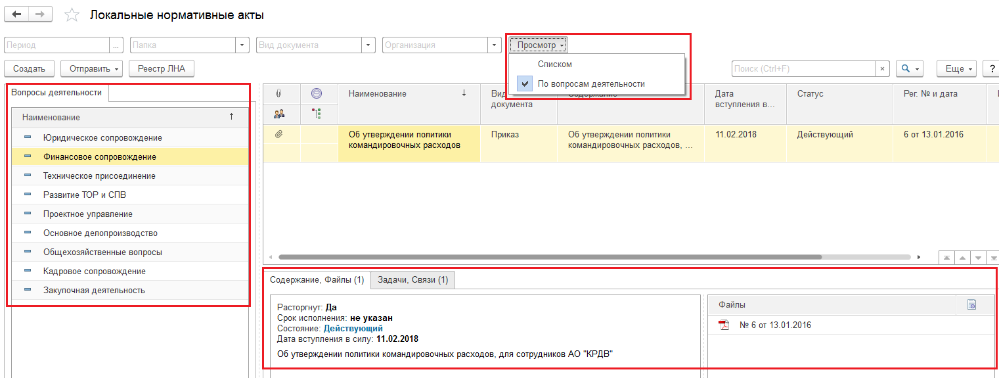 Локальные нормативные акты
Период ... Папка Вид документа Организация Просмотр
Списком
По вопросам деятельности
Создать Отправить Реестр ЛНА Поиск (Ctrl+F) × Еще ?
Вопросы деятельности
Наименование
Юридическое сопровождение
Финансовое сопровождение
Техническое присоединение
Развитие ТОР и СПВ
Проектное управление
Основное делопроизводство
Общехозяйственные вопросы
Кадровое сопровождение
Закупочная деятельность
Наименование Вид Содержание Дата Статус Рег. № и дата
документа вступления в...
Об утверждении политики Приказ Об утверждении политики 11.02.2018 Действующий 6 от 13.01.2016
командировочных расходов командировочных расходов, ...
Содержание, Файлы (1) Задачи, Связи (1)
Расторгнут: Да
Срок исполнения: не указан
Состояние: Действующий
Дата вступления в силу: 11.02.2018
Об утверждении политики командировочных расходов, для сотрудников АО "КРДВ"
Файлы
№ 6 от 13.01.2016